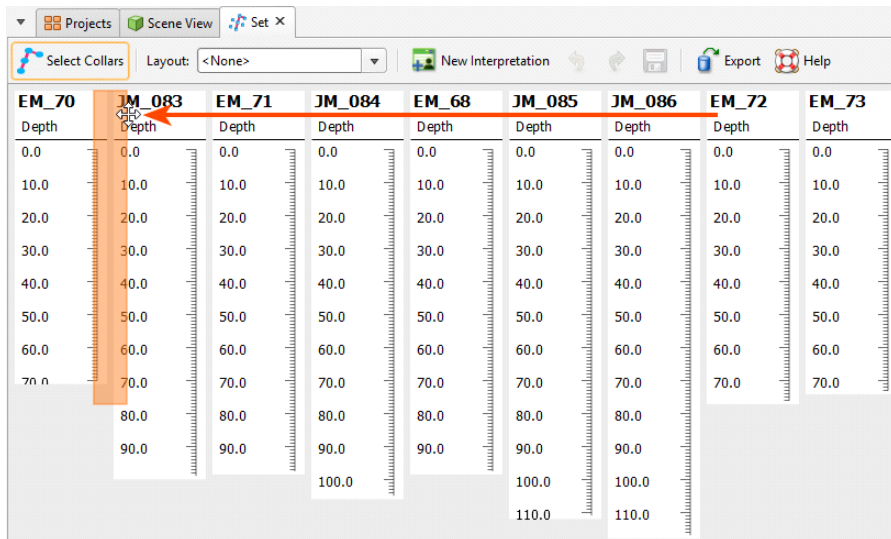 Projects Scene View Set
Select Collars Layout: <None> New Interpretation Export Help
EM_70 JM_083 EM_71 JM_084 EM_68 JM_085 JM_086 EM_72 EM_73
Depth Depth Depth Depth Depth Depth Depth Depth Depth
0.0 0.0 0.0 0.0 0.0 0.0 0.0 0.0 0.0
10.0 10.0 10.0 10.0 10.0 10.0 10.0 10.0 10.0
20.0 20.0 20.0 20.0 20.0 20.0 20.0 20.0 20.0
30.0 30.0 30.0 30.0 30.0 30.0 30.0 30.0 30.0
40.0 40.0 40.0 40.0 40.0 40.0 40.0 40.0 40.0
50.0 50.0 50.0 50.0 50.0 50.0 50.0 50.0 50.0
60.0 60.0 60.0 60.0 60.0 60.0 60.0 60.0 60.0
70.0 70.0 70.0 70.0 70.0 70.0 70.0 70.0 70.0
80.0 80.0 80.0 80.0 80.0 80.0
90.0 90.0 90.0 90.0 90.0 90.0
100.0 100.0 100.0
110.0 110.0